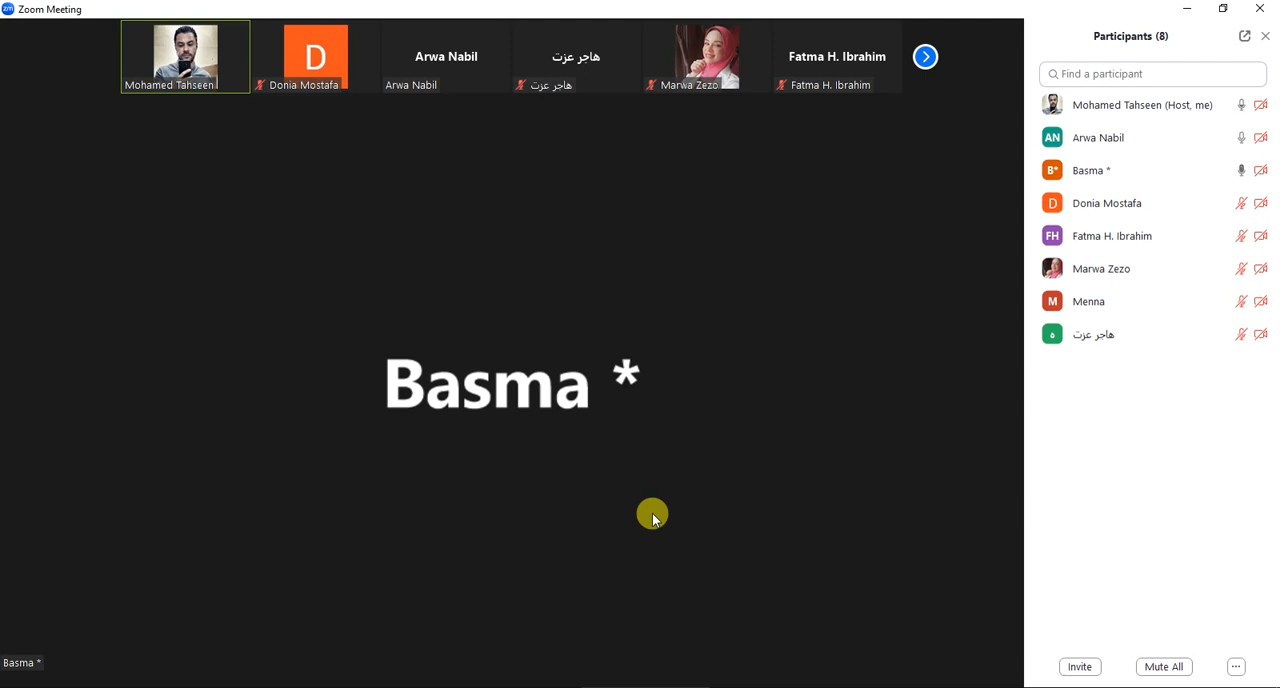 zm Zoom Meeting
D
Arwa Nabil
هاجر عزت
Fatma H. Ibrahim
Mohamed Tahseen
Donia Mostafa
Arwa Nabil
هاجر عزت
Marwa Zezo
Fatma H. Ibrahim
Basma *
Basma *
Participants (8)
Find a participant
Mohamed Tahseen (Host, me)
AN Arwa Nabil
B* Basma *
D Donia Mostafa
FH Fatma H. Ibrahim
Marwa Zezo
M Menna
ه هاجر عزت
Invite
Mute All
...